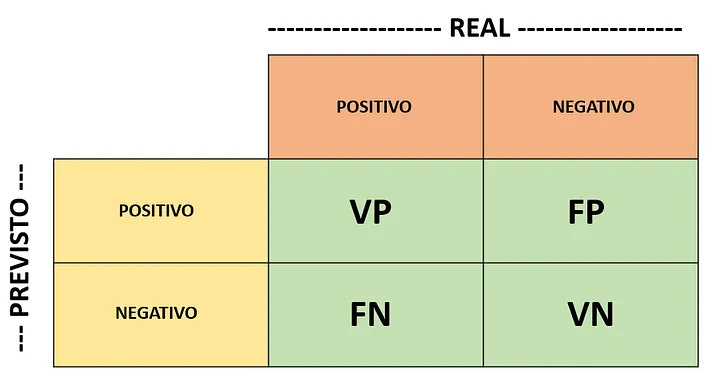 ------------------- REAL ------------------
POSITIVO NEGATIVO
--- PREVISTO ---
POSITIVO VP FP
NEGATIVO FN VN